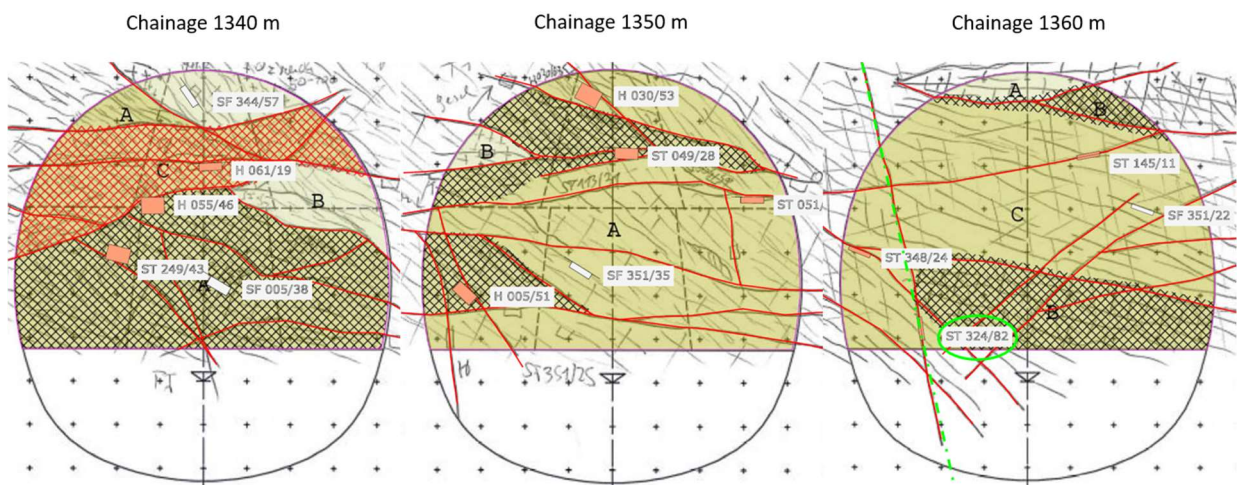 Chainage 1340 m
Chainage 1350 m
Chainage 1360 m
A
SF 344/57
C
H 061/19
H 055/46
B
ST 249/43
A
SF 005/38
H 030/53
B
ST 049/28
ST 051
A
SF 351/35
H 005/51
H
ST351/25
A
B
ST 145/11
C
SF 351/22
ST 348/24
B
ST 324/82